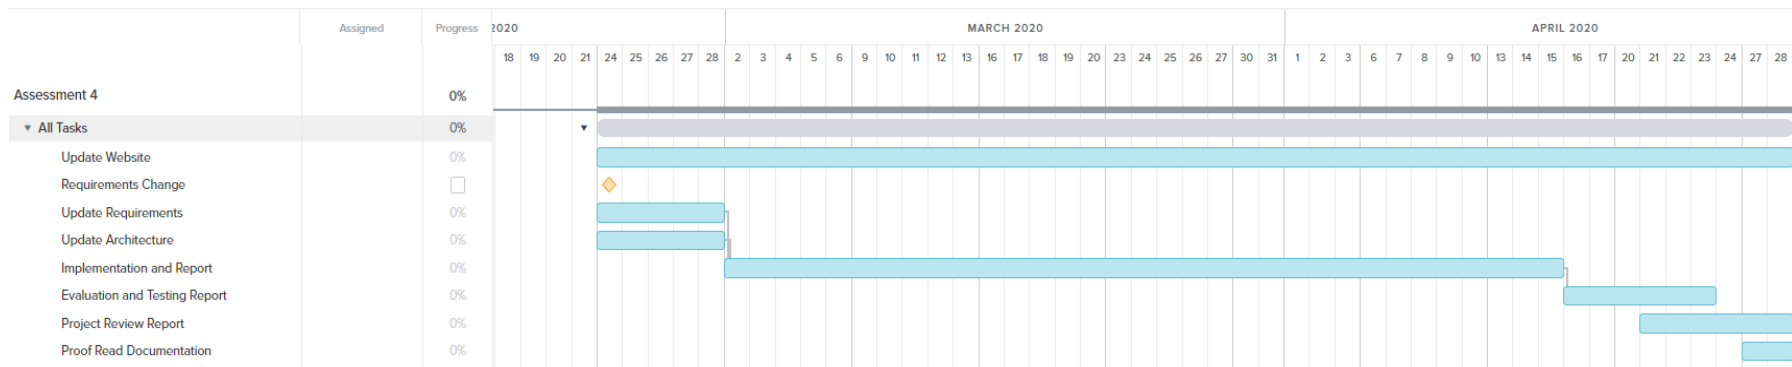 Assigned Progress 2020 MARCH 2020 APRIL 2020
18 19 20 21 24 25 26 27 28 2 3 4 5 6 9 10 11 12 13 16 17 18 19 20 23 24 25 26 27 30 31 1 2 3 6 7 8 9 10 13 14 15 16 17 20 21 22 23 24 27 28
Assessment 4 0%
All Tasks 0%
Update Website 0%
Requirements Change
Update Requirements 0%
Update Architecture 0%
Implementation and Report 0%
Evaluation and Testing Report 0%
Project Review Report 0%
Proof Read Documentation 0%